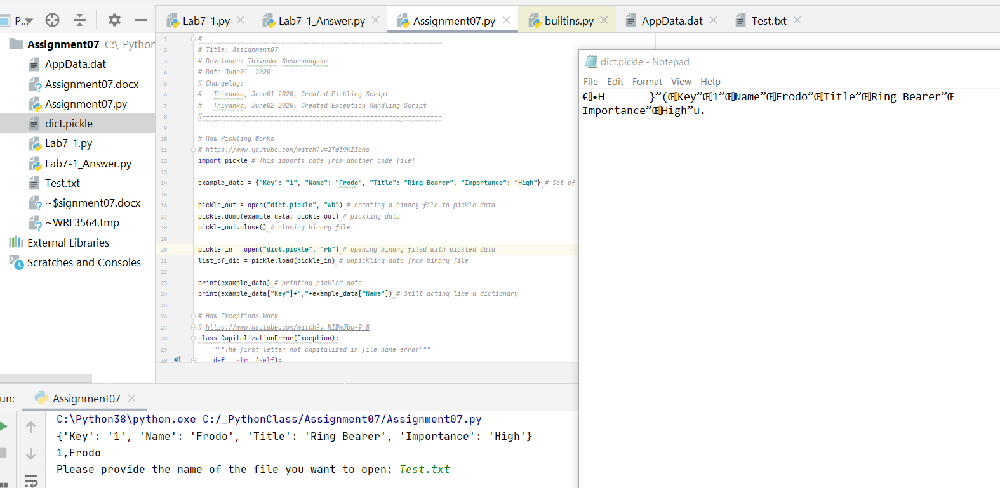 P...
Lab7-1.py
Lab7-1_Answer.py
Assignment07.py
builtins.py
AppData.dat
Test.txt
Assignment07 C:\_Python
AppData.dat
Assignment07.docx
Assignment07.py
dict.pickle
Lab7-1.py
Lab7-1_Answer.py
Test.txt
~$signment07.docx
~WRL3564.tmp
External Libraries
Scratches and Consoles
1 #---------------------------------------------------------------
2 # Title: Assignment07
3 # Developer: Thivanka Samaranayake
4 # Date June01  2020
5 # Changelog:
6 #   Thivanka, June01 2020, Created Pickling Script
7 #   Thivanka, June02 2020, Created Exception Handling Script
8 #---------------------------------------------------------------
9
10 # How Pickling Works
11 # https://www.youtube.com/watch?v=2Tw39kZIbhs
12 import pickle # This imports code from another code file!
13
14 example_data = {"Key": "1", "Name": "Frodo", "Title": "Ring Bearer", "Importance": "High"} # Set of
15
16 pickle_out = open("dict.pickle", "wb") # creating a binary file to pickle data
17 pickle.dump(example_data, pickle_out) # pickling data
18 pickle_out.close() # closing binary file
19
20 pickle_in = open("dict.pickle", "rb") # opening binary filed with pickled data
21 list_of_dic = pickle.load(pickle_in) # unpickling data from binary file
22
23 print(example_data) # printing pickled data
24 print(example_data["Key"]+","+example_data["Name"]) # Still acting like a dictionary
25
26 # How Exceptions Work
27 # https://www.youtube.com/watch?v=NIWwJbo-9_8
28 class CapitalizationError(Exception):
29     """The first letter not capitalized in file name error"""
30     def __str__(self):
dict.pickle - Notepad
File Edit Format View Help
€•H       }”(ŒKey”Œ1”ŒName”ŒFrodo”ŒTitle”ŒRing Bearer”Œ
Importance”ŒHigh”u.
un: Assignment07
C:\Python38\python.exe C:/_PythonClass/Assignment07/Assignment07.py
{'Key': '1', 'Name': 'Frodo', 'Title': 'Ring Bearer', 'Importance': 'High'}
1,Frodo
Please provide the name of the file you want to open: Test.txt